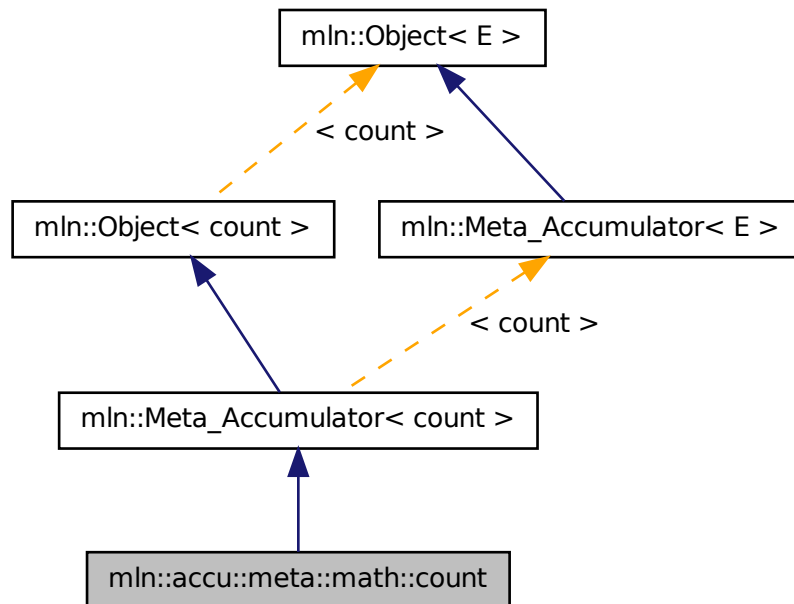 mln::Object< E >
< count >
mln::Object< count >
mln::Meta_Accumulator< E >
< count >
mln::Meta_Accumulator< count >
mln::accu::meta::math::count